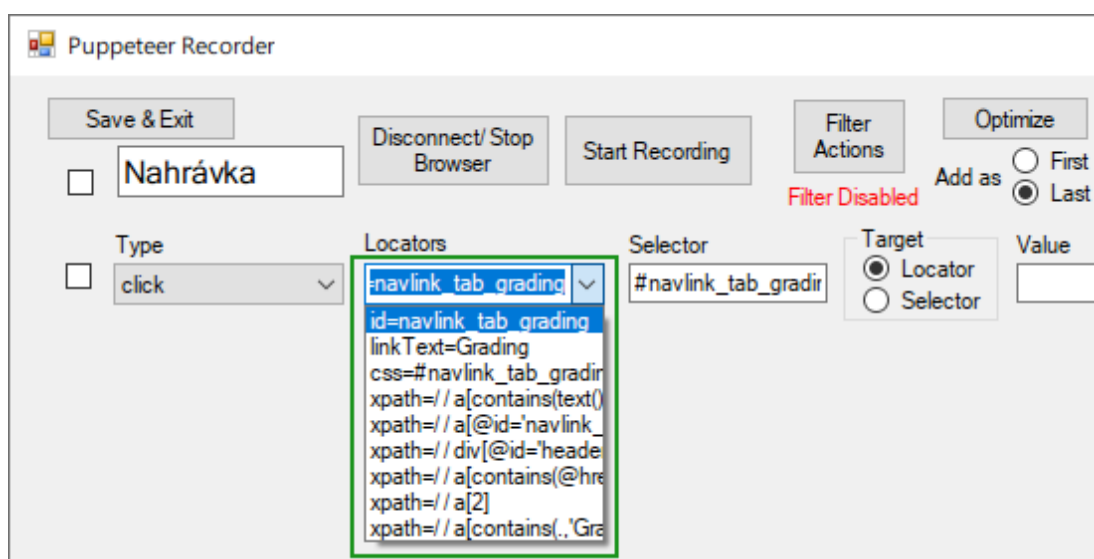 Puppeteer Recorder
Save & Exit
Nahrávka
Disconnect/ Stop
Browser
Start Recording
Filter
Actions
Filter Disabled
Optimize
Add as
First
Last
Type
Locators
Selector
Target
Value
click
=navlink_tab_grading
#navlink_tab_gradin
Locator
Selector
id=navlink_tab_grading
linkText=Grading
css=#navlink_tab_gradin
xpath=//a[contains(text()
xpath=//a[@id='navlink_
xpath=//div[@id='header
xpath=//a[contains(@hre
xpath=//a[2]
xpath=//a[contains(.,'Gra